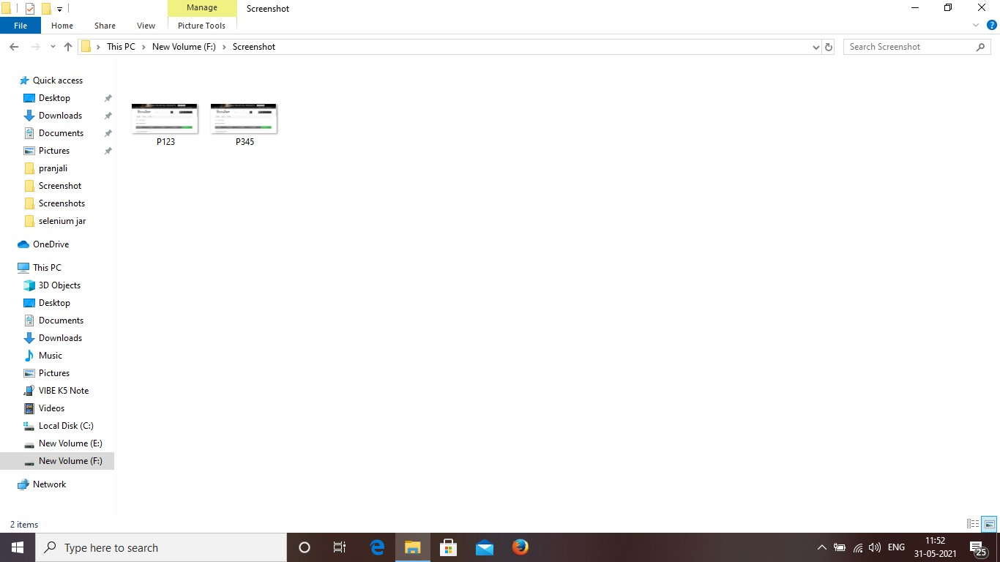 Manage
Screenshot
File
Home
Share
View
Picture Tools
This PC
New Volume (F:)
Screenshot
Search Screenshot
Quick access
Desktop
Downloads
Documents
Pictures
pranjali
Screenshot
Screenshots
selenium jar
OneDrive
This PC
3D Objects
Desktop
Documents
Downloads
Music
Pictures
VIBE K5 Note
Videos
Local Disk (C:)
New Volume (E:)
New Volume (F:)
Network
P123
P345
2 items
Type here to search
ENG
11:52
31-05-2021
25